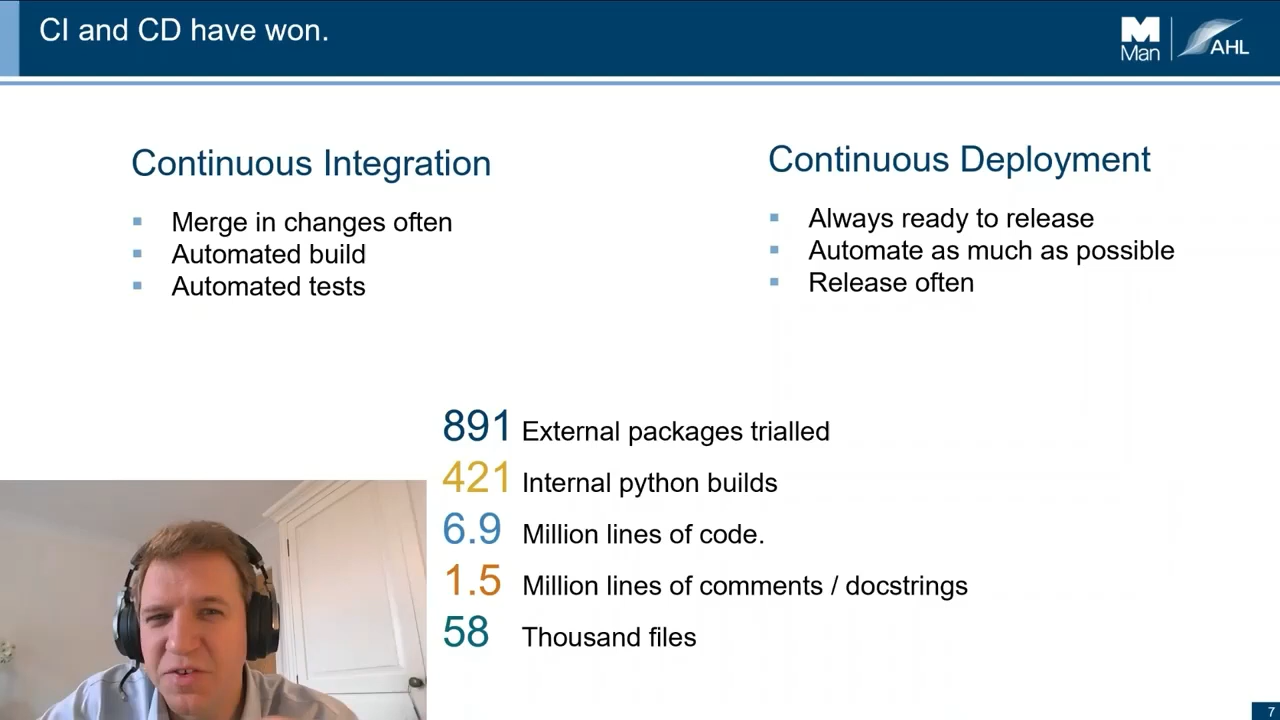 CI and CD have won.
Man
AHL
Continuous Integration
Merge in changes often
Automated build
Automated tests
Continuous Deployment
Always ready to release
Automate as much as possible
Release often
891 External packages trialled
421 Internal python builds
6.9 Million lines of code.
1.5 Million lines of comments / docstrings
58 Thousand files
7